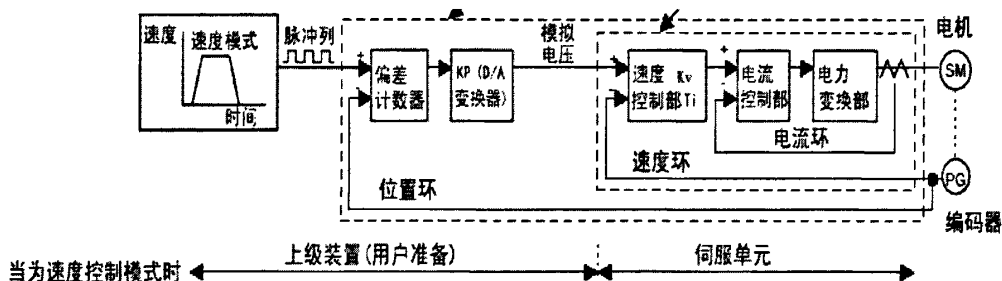 速度
速度模式
时间
脉冲列
+
-
偏差
计数器
KP (D/A
变换器)
模拟
电压
+
-
速度 Kv
控制部Ti
+
-
电流
控制部
电力
变换部
电机
SM
电流环
速度环
位置环
PG
编码器
当为速度控制模式时
上级装置(用户准备)
伺服单元